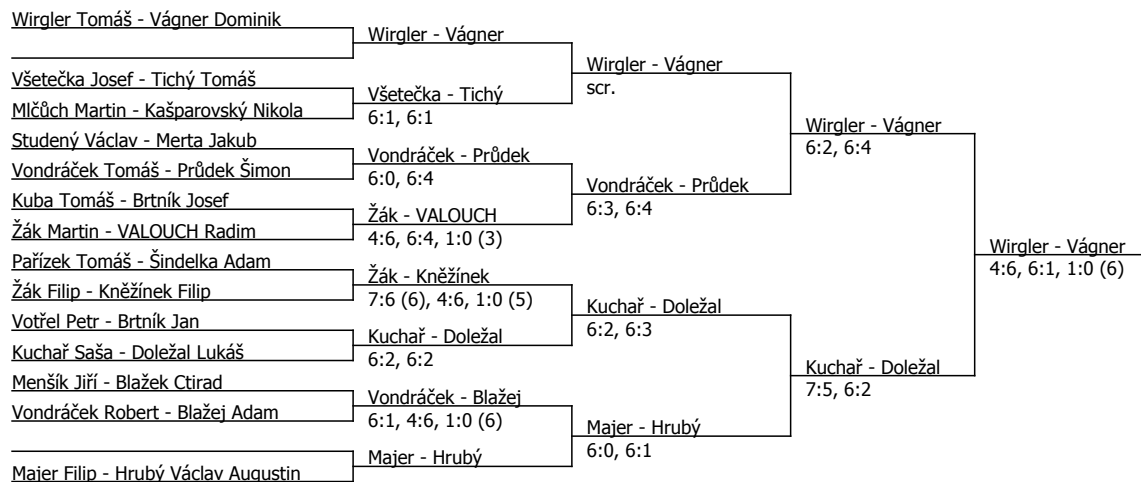 Wirgler Tomáš - Vágner Dominik
Všetečka Josef - Tichý Tomáš
Mlčůch Martin - Kašparovský Nikola
Studený Václav - Merta Jakub
Vondráček Tomáš - Průdek Šimon
Kuba Tomáš - Brtník Josef
Žák Martin - VALOUCH Radim
Pařízek Tomáš - Šindelka Adam
Žák Filip - Kněžínek Filip
Votřel Petr - Brtník Jan
Kuchař Saša - Doležal Lukáš
Menšík Jiří - Blažek Ctirad
Vondráček Robert - Blažej Adam
Majer Filip - Hrubý Václav Augustin
Wirgler - Vágner
Všetečka - Tichý
6:1, 6:1
Vondráček - Průdek
6:0, 6:4
Žák - VALOUCH
4:6, 6:4, 1:0 (3)
Žák - Kněžínek
7:6 (6), 4:6, 1:0 (5)
Kuchař - Doležal
6:2, 6:2
Vondráček - Blažej
6:1, 4:6, 1:0 (6)
Majer - Hrubý
Wirgler - Vágner
scr.
Vondráček - Průdek
6:3, 6:4
Kuchař - Doležal
6:2, 6:3
Majer - Hrubý
6:0, 6:1
Wirgler - Vágner
6:2, 6:4
Kuchař - Doležal
7:5, 6:2
Wirgler - Vágner
4:6, 6:1, 1:0 (6)